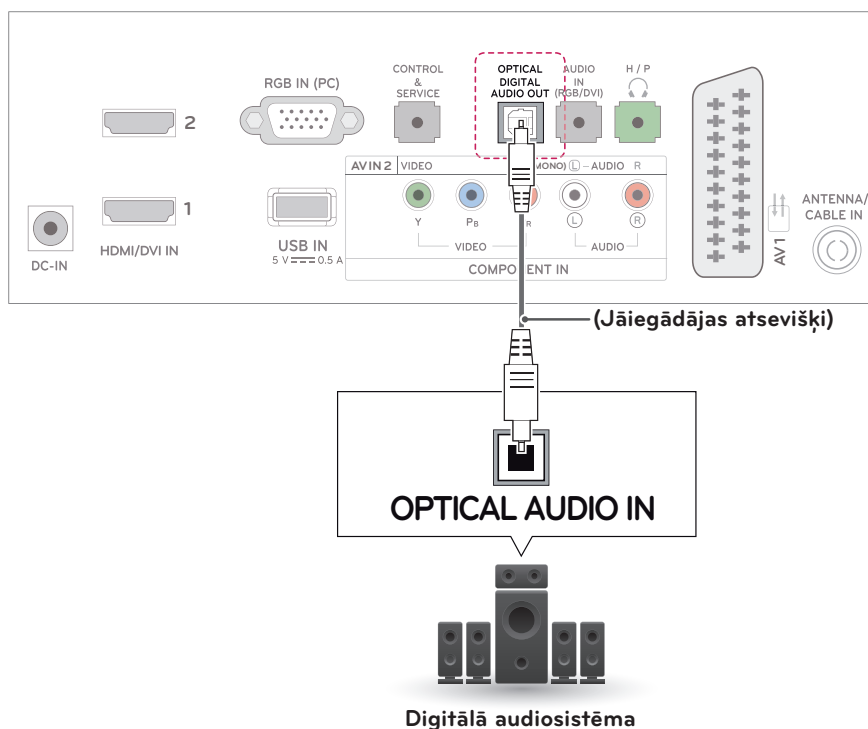 RGB IN (PC)
CONTROL
&
SERVICE
OPTICAL
DIGITAL
AUDIO OUT
AUDIO
IN
(RGB/DVI)
H / P
2
1
HDMI/DVI IN
DC-IN
USB IN
5 V 0.5 A
AV IN 2 VIDEO
MONO) L – AUDIO R
Y
PB
R
L
R
VIDEO
AUDIO
COMPONENT IN
AV1
ANTENNA/
CABLE IN
(Jāiegādājas atsevišķi)
OPTICAL AUDIO IN
Digitālā audiosistēma